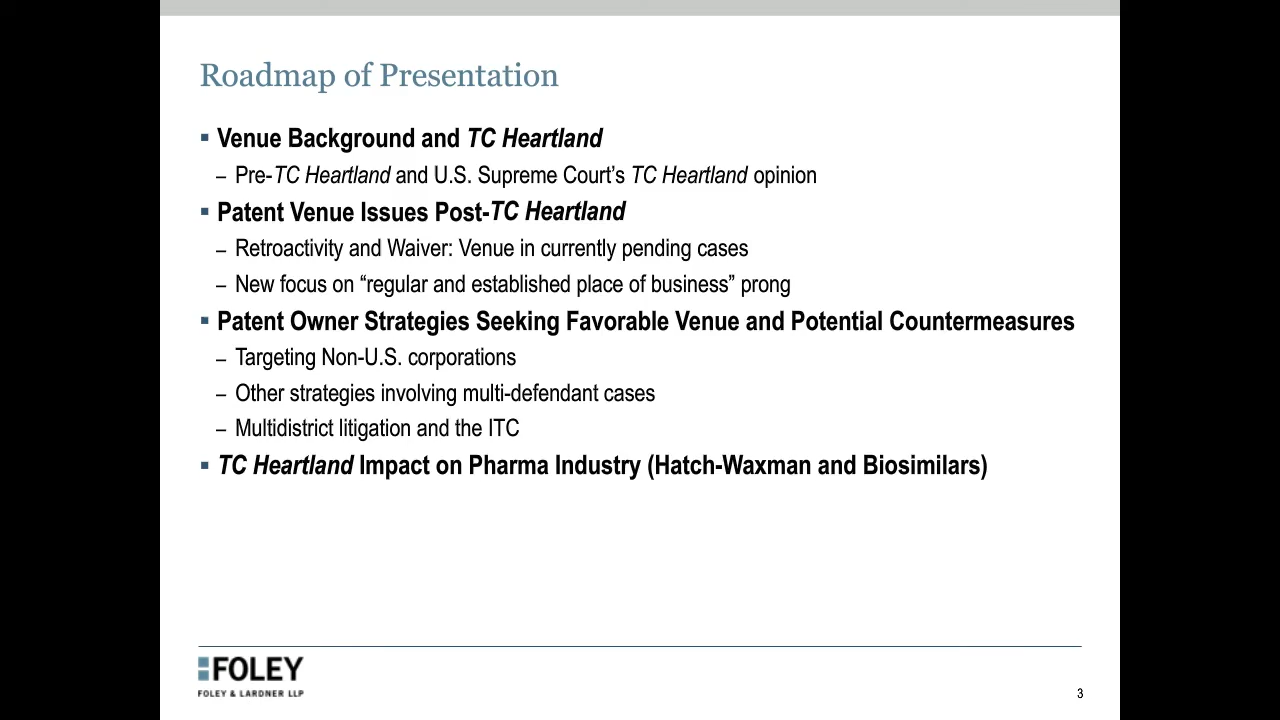 Roadmap of Presentation
▪ Venue Background and TC Heartland
– Pre-TC Heartland and U.S. Supreme Court’s TC Heartland opinion
▪ Patent Venue Issues Post-TC Heartland
– Retroactivity and Waiver: Venue in currently pending cases
– New focus on “regular and established place of business” prong
▪ Patent Owner Strategies Seeking Favorable Venue and Potential Countermeasures
– Targeting Non-U.S. corporations
– Other strategies involving multi-defendant cases
– Multidistrict litigation and the ITC
▪ TC Heartland Impact on Pharma Industry (Hatch-Waxman and Biosimilars)
FOLEY
FOLEY & LARDNER LLP
3